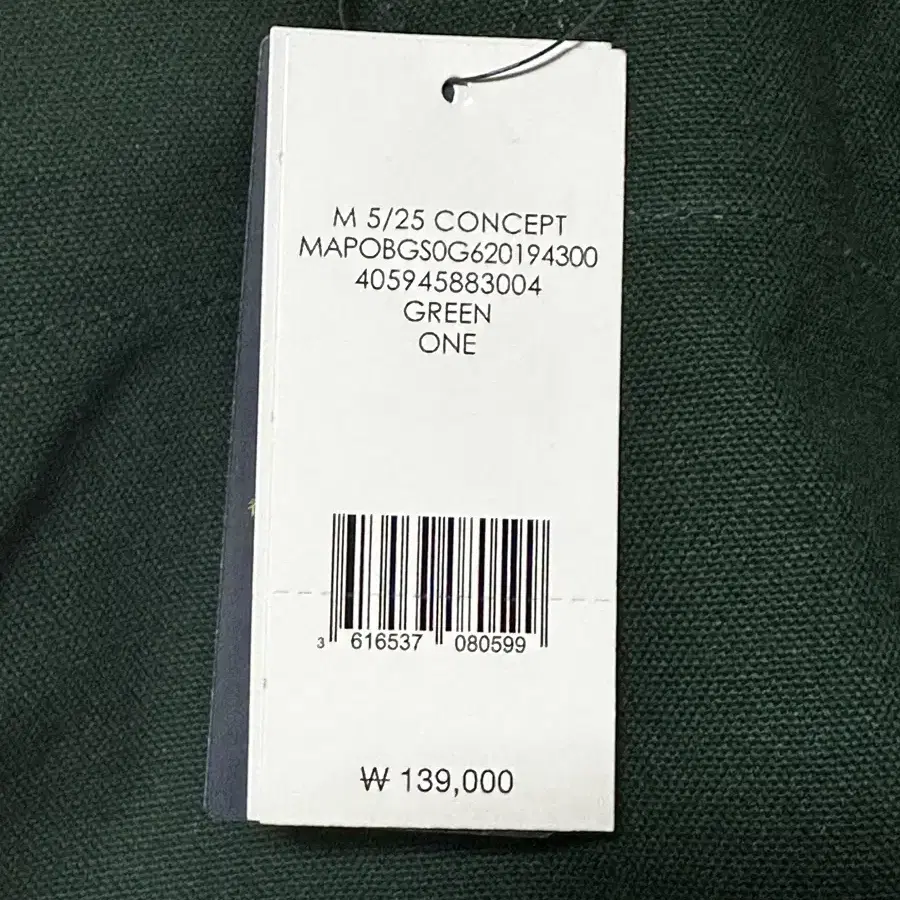 M 5/25 CONCEPT
MAPOBGS0G620194300
405945883004
GREEN
ONE
3 616537 080599
₩ 139,000